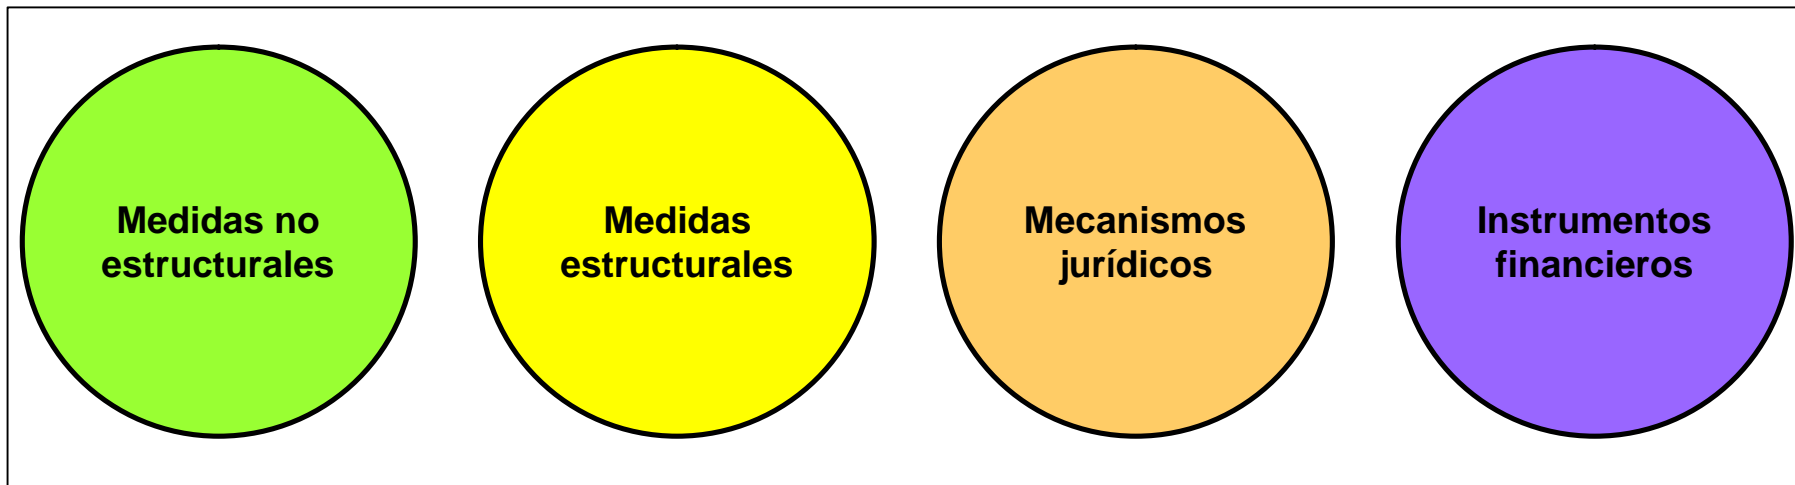 Medidas no
estructurales
Medidas
estructurales
Mecanismos
jurídicos
Instrumentos
financieros